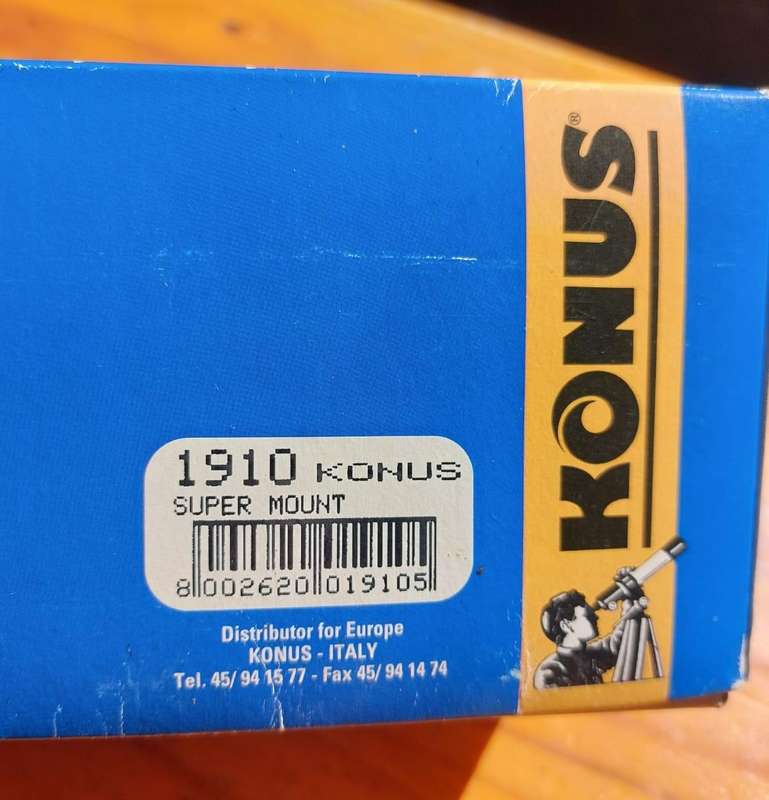 KONUS®
1910 KONUS
SUPER MOUNT
8 002620 019105
Distributor for Europe
KONUS - ITALY
Tel. 45/ 94 15 77 - Fax 45/ 94 14 74